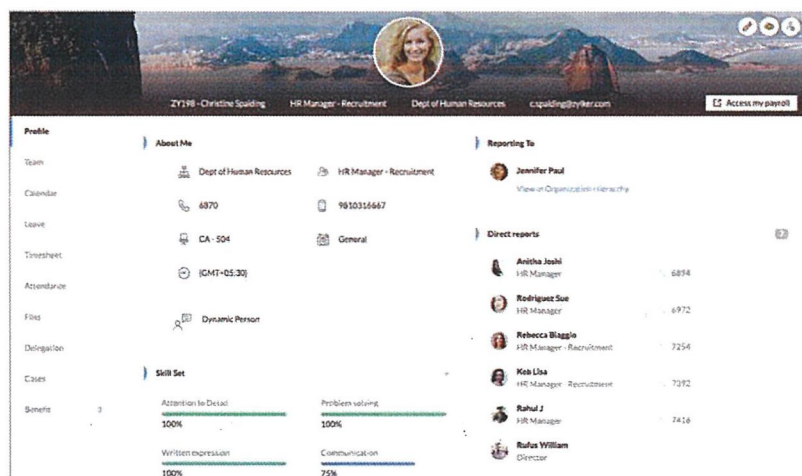 ZY198 - Christine Spalding
HR Manager - Recruitment
Dept of Human Resources
c.spalding@zylker.com
Access my payroll
Profile
Team
Calendar
Leave
Timesheet
Attendance
Files
Delegation
Cases
Benefit 3
About Me
Dept of Human Resources
HR Manager - Recruitment
6870
9810316667
CA - 504
General
(GMT+05:30)
Dynamic Person
Skill Set
Attention to Detail
100%
Problem solving
100%
Written expression
100%
Communication
75%
Reporting To
Jennifer Paul
View in Organization Hierarchy
Direct reports
Anitha Joshi
HR Manager
6894
Rodriguez Sue
HR Manager
6972
Rebecca Biaggio
HR Manager - Recruitment
7254
Keb Lisa
HR Manager - Recruitment
7392
Rahul J
HR Manager
7416
Rufus William
Director